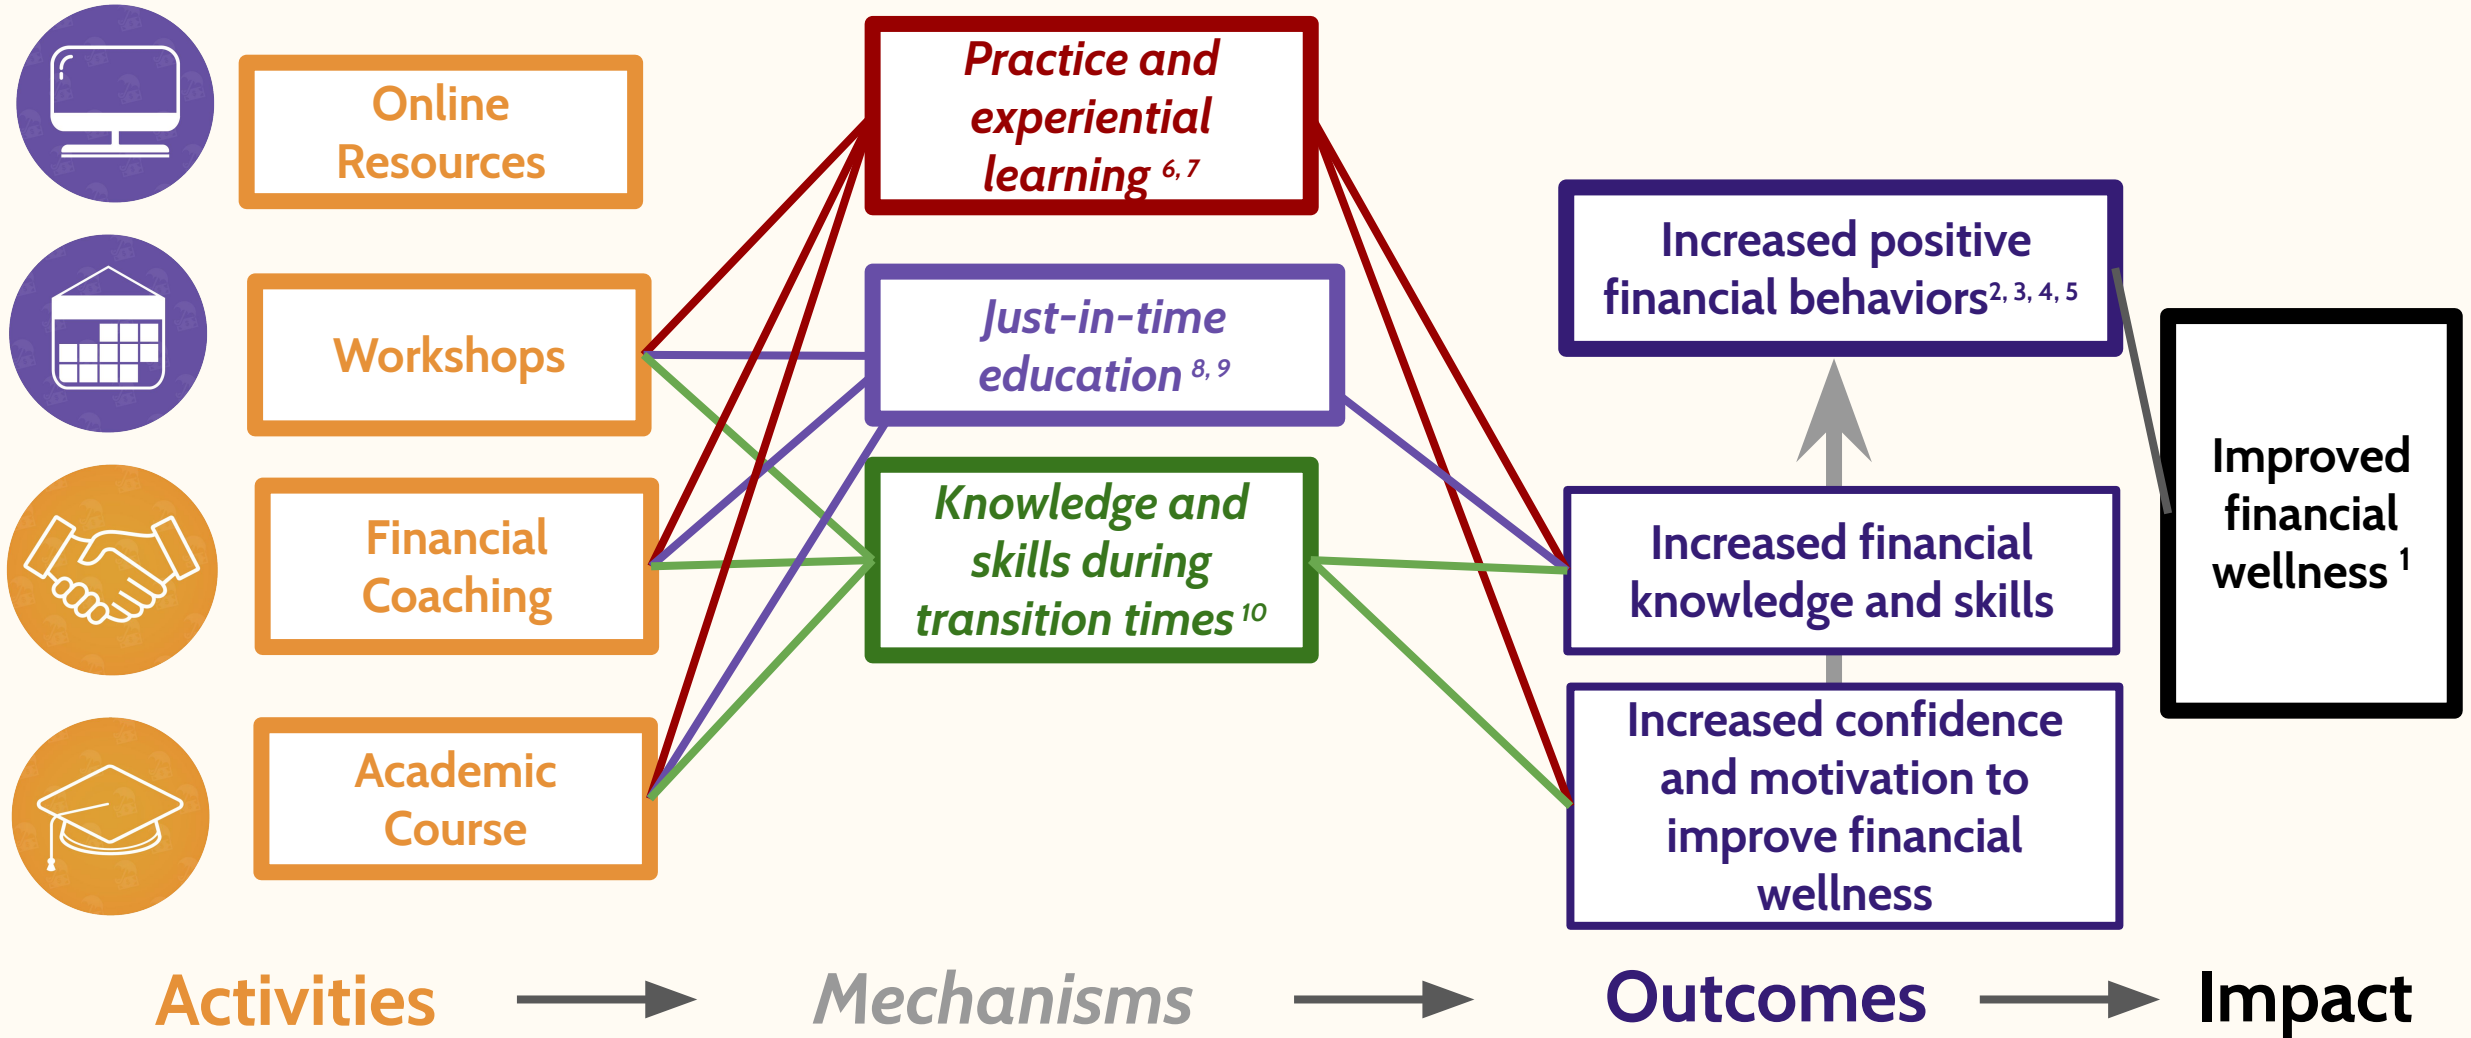 Online
Resources
Workshops
Financial
Coaching
Academic
Course
Practice and
experiential
learning 6, 7
Just-in-time
education 8, 9
Knowledge and
skills during
transition times 10
Increased positive
financial behaviors2, 3, 4, 5
Increased financial
knowledge and skills
Increased confidence
and motivation to
improve financial
wellness
Improved
financial
wellness 1
Activities
Mechanisms
Outcomes
Impact